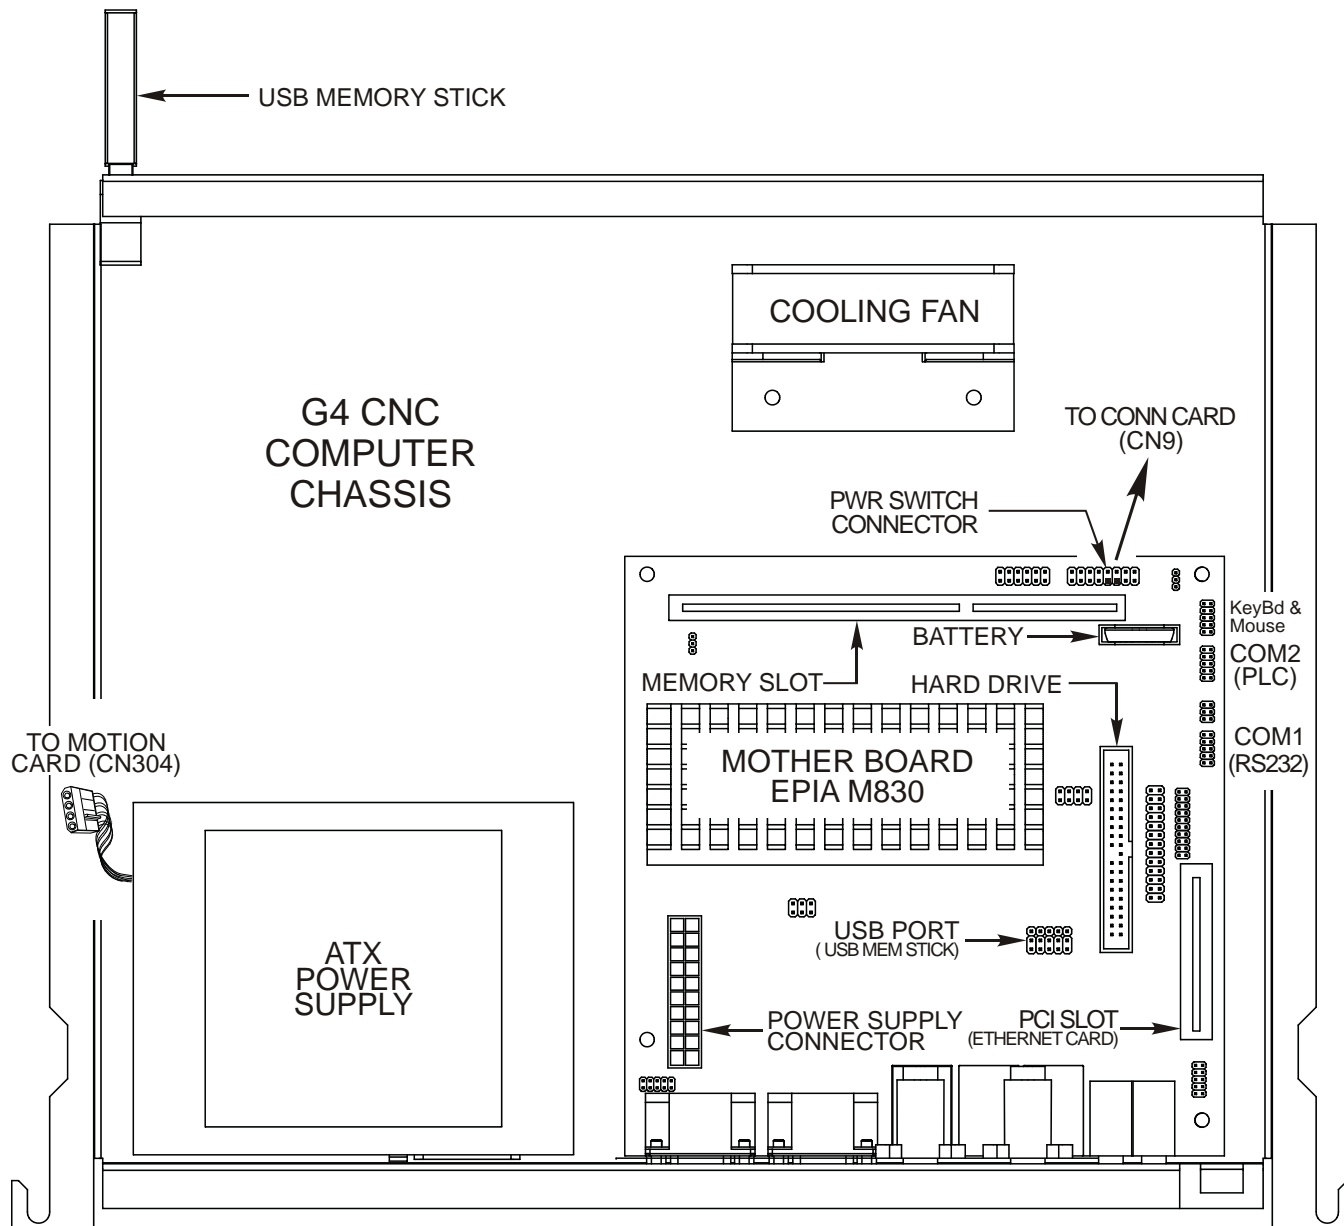 USB MEMORY STICK
COOLING FAN
G4 CNC
COMPUTER
CHASSIS
TO CONN CARD
(CN9)
PWR SWITCH
CONNECTOR
KeyBd &
Mouse
BATTERY
COM2
(PLC)
MEMORY SLOT
HARD DRIVE
TO MOTION
CARD (CN304)
COM1
(RS232)
MOTHER BOARD
EPIA M830
USB PORT
( USB MEM STICK)
ATX
POWER
SUPPLY
POWER SUPPLY
CONNECTOR
PCI SLOT
(ETHERNET CARD)